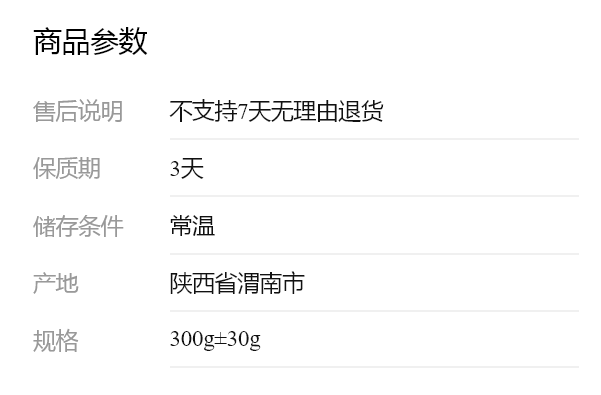 商品参数
售后说明 不支持7天无理由退货
保质期 3天
储存条件 常温
产地 陕西省渭南市
规格 300g±30g